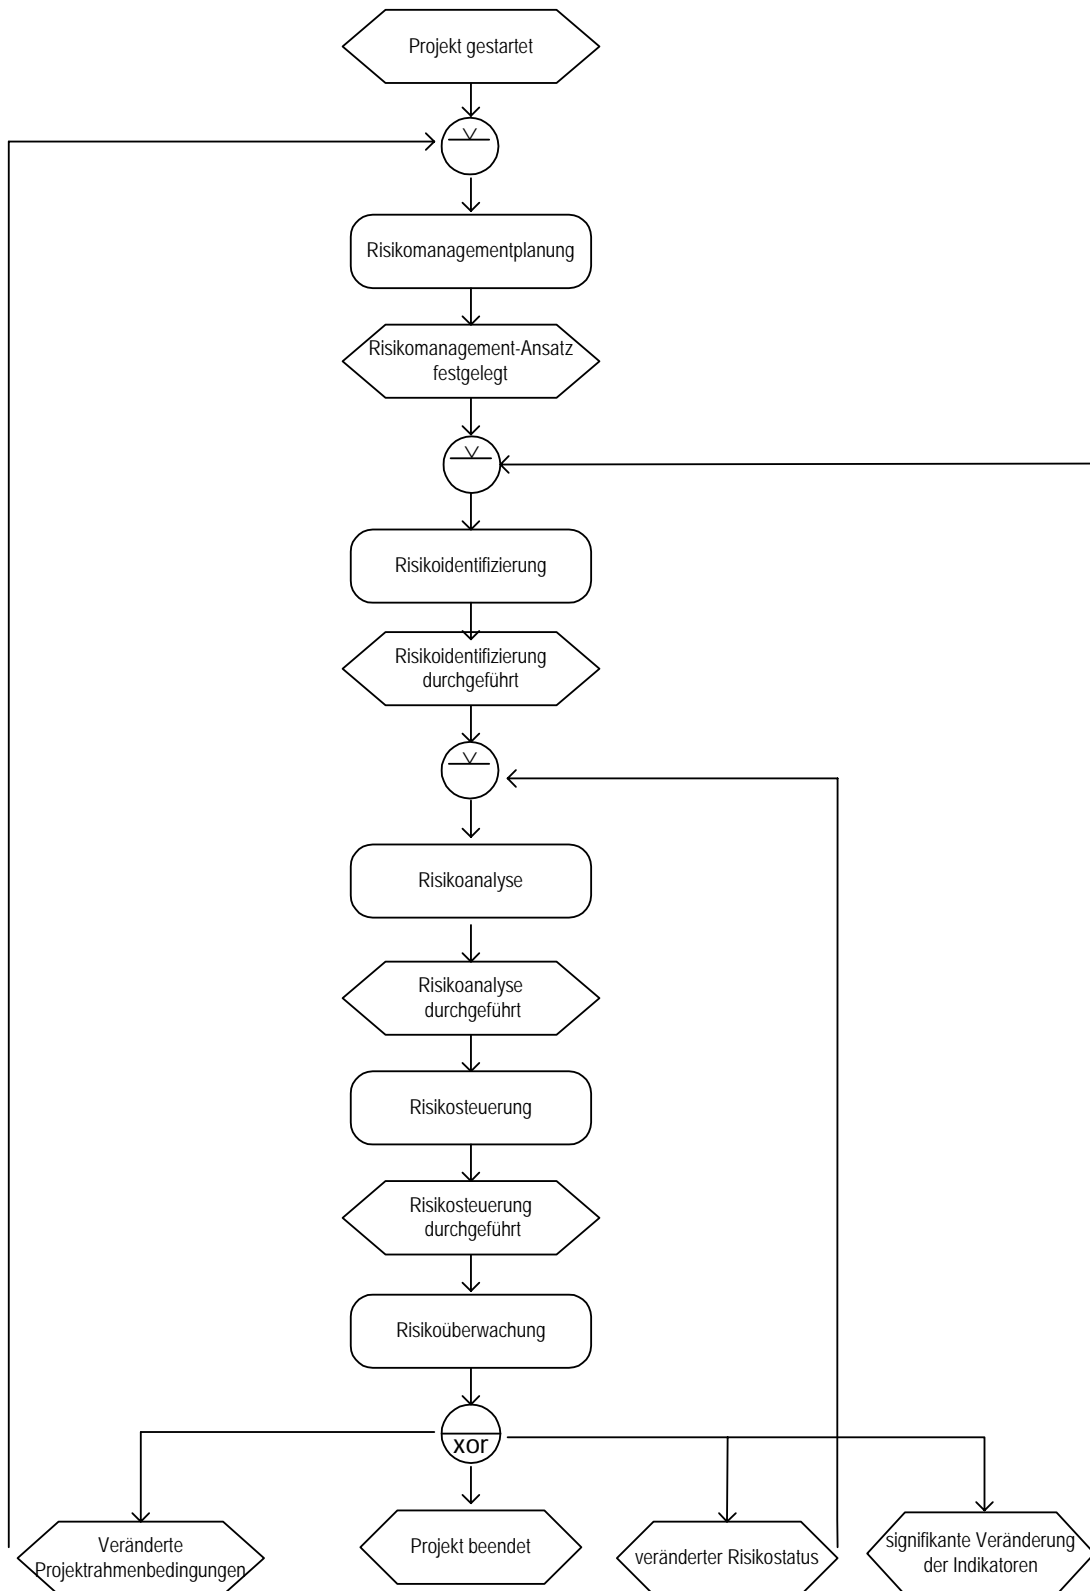 Projekt gestartet
Risikomanagementplanung
Risikomanagement-Ansatz
festgelegt
Risikoidentifizierung
Risikoidentifizierung
durchgeführt
Risikoanalyse
Risikoanalyse
durchgeführt
Risikosteuerung
Risikosteuerung
durchgeführt
Risikoüberwachung
xor
Veränderte
Projektrahmenbedingungen
Projekt beendet
veränderter Risikostatus
signifikante Veränderung
der Indikatoren